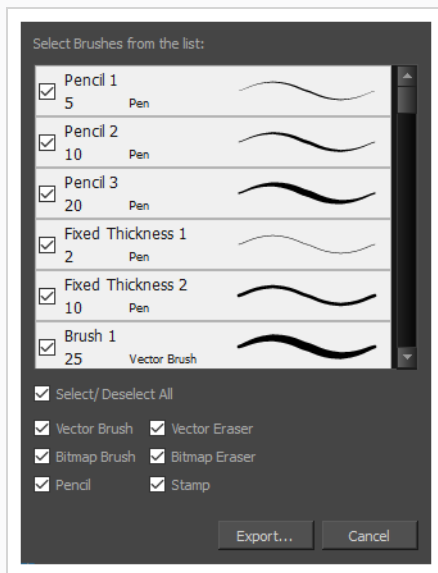 Select Brushes from the list:
Pencil 1
5 Pen
Pencil 2
10 Pen
Pencil 3
20 Pen
Fixed Thickness 1
2 Pen
Fixed Thickness 2
10 Pen
Brush 1
25 Vector Brush
Select/ Deselect All
Vector Brush Vector Eraser
Bitmap Brush Bitmap Eraser
Pencil Stamp
Export... Cancel